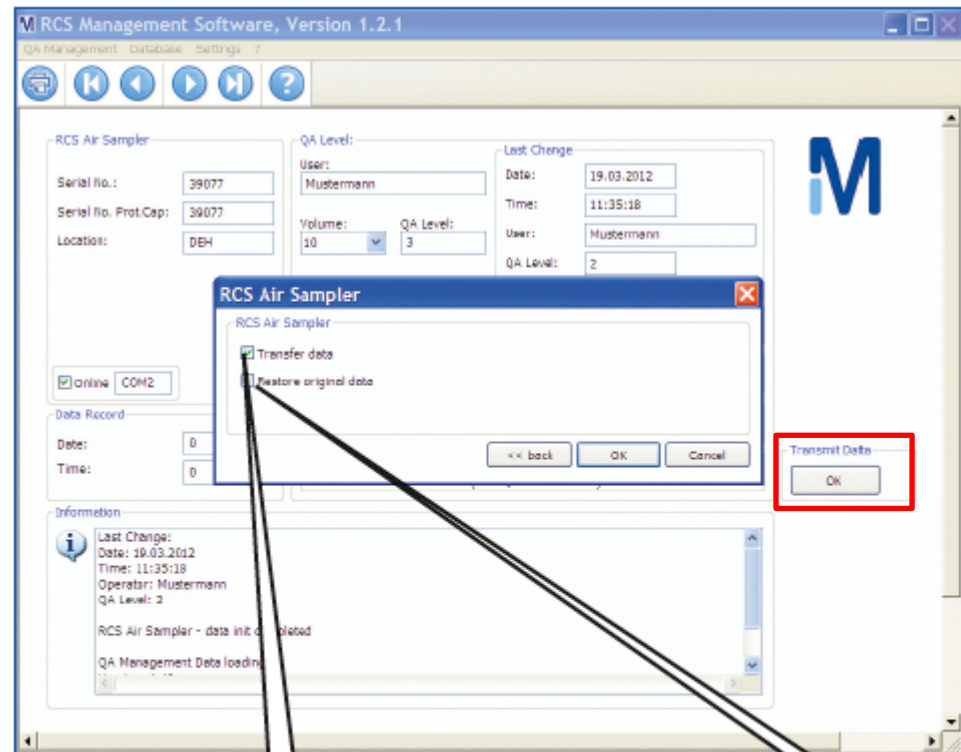 RCS Management Software, Version 1.2.1
QA Management Database Settings ?
RCS Air Sampler
Serial No.: 39077
Serial No. Prot.Cap: 39077
Location: DEH
Online COM2
QA Level:
User:
Mustermann
Volume: QA Level:
10 3
Last Change
Date: 19.03.2012
Time: 11:35:18
User: Mustermann
QA Level: 2
M
RCS Air Sampler
RCS Air Sampler
Transfer data
Restore original data
<< back OK Cancel
Data Record
Date: 0
Time: 0
Transmit Data
OK
Information
Last Change:
Date: 19.03.2012
Time: 11:35:18
Operator: Mustermann
QA Level: 2
RCS Air Sampler - data init completed
QA Management Data loading